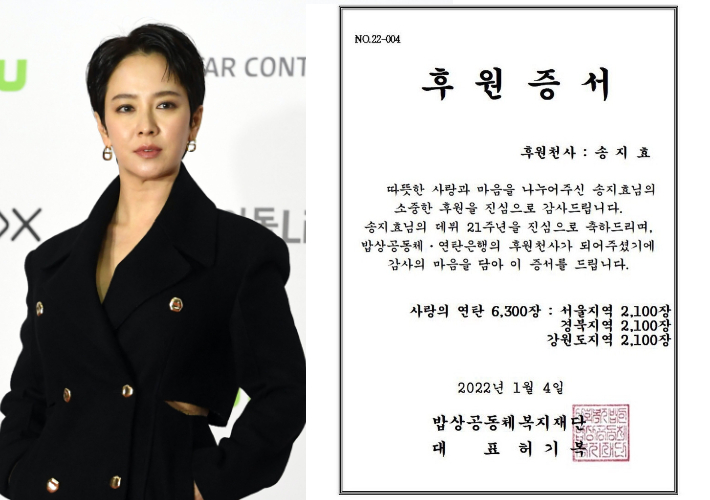 AR CONT
NO.22-004
후 원 증 서
후원천사 : 송 지 효
따뜻한 사랑과 마음을 나누어주신 송지효님의
소중한 후원을 진심으로 감사드립니다.
송지효님의 데뷔 21주년을 진심으로 축하드리며,
밥상공동체 · 연탄은행의 후원천사가 되어주셨기에
감사의 마음을 담아 이 증서를 드립니다.
사랑의 연탄 6,300장 : 서울지역 2,100장
경북지역 2,100장
강원도지역 2,100장
2022년 1월 4일
밥상공동체복지재단
대 표 허 기 복